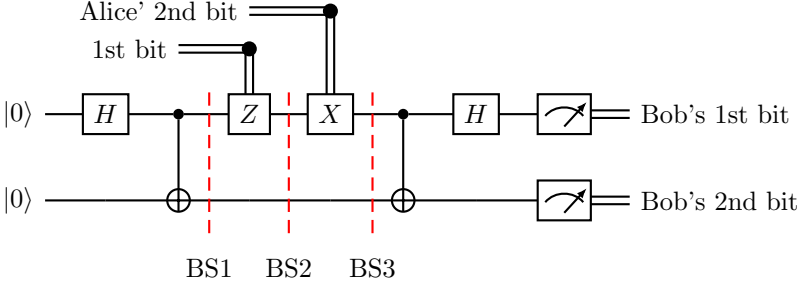 Alice' 2nd bit
1st bit
|0⟩ H Z X H Bob's 1st bit
|0⟩ Bob's 2nd bit
BS1 BS2 BS3